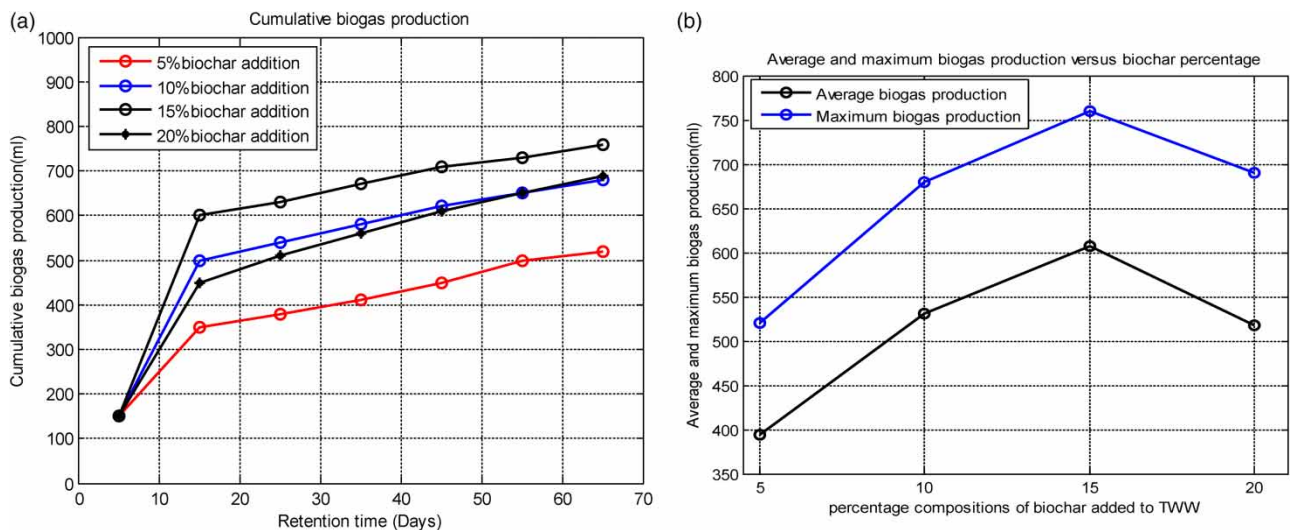 (a)
Cumulative biogas production
Cumulative biogas production(ml)
1000
900
800
700
600
500
400
300
200
100
0
5%biochar addition
10%biochar addition
15%biochar addition
20%biochar addition
0 10 20 30 40 50 60 70
Retention time (Days)
(b)
Average and maximum biogas production versus biochar percentage
Average and maximum biogas production(ml)
800
750
700
650
600
550
500
450
400
350
Average biogas production
Maximum biogas production
5 10 15 20
percentage compositions of biochar added to TWW